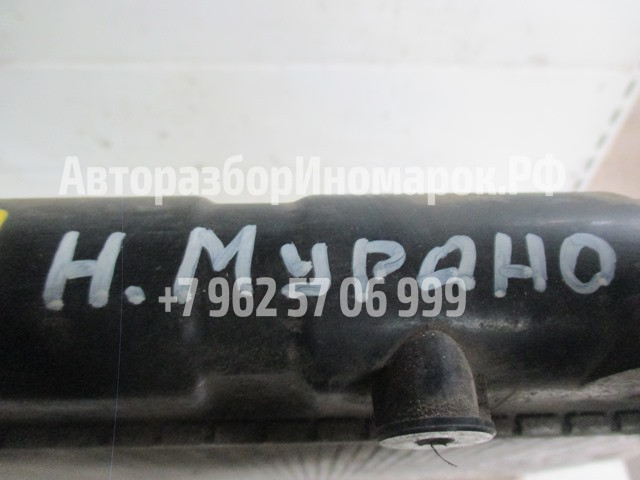 АвторазборИномарок.РФ
Н. Мурано
+7 962 57 06 999